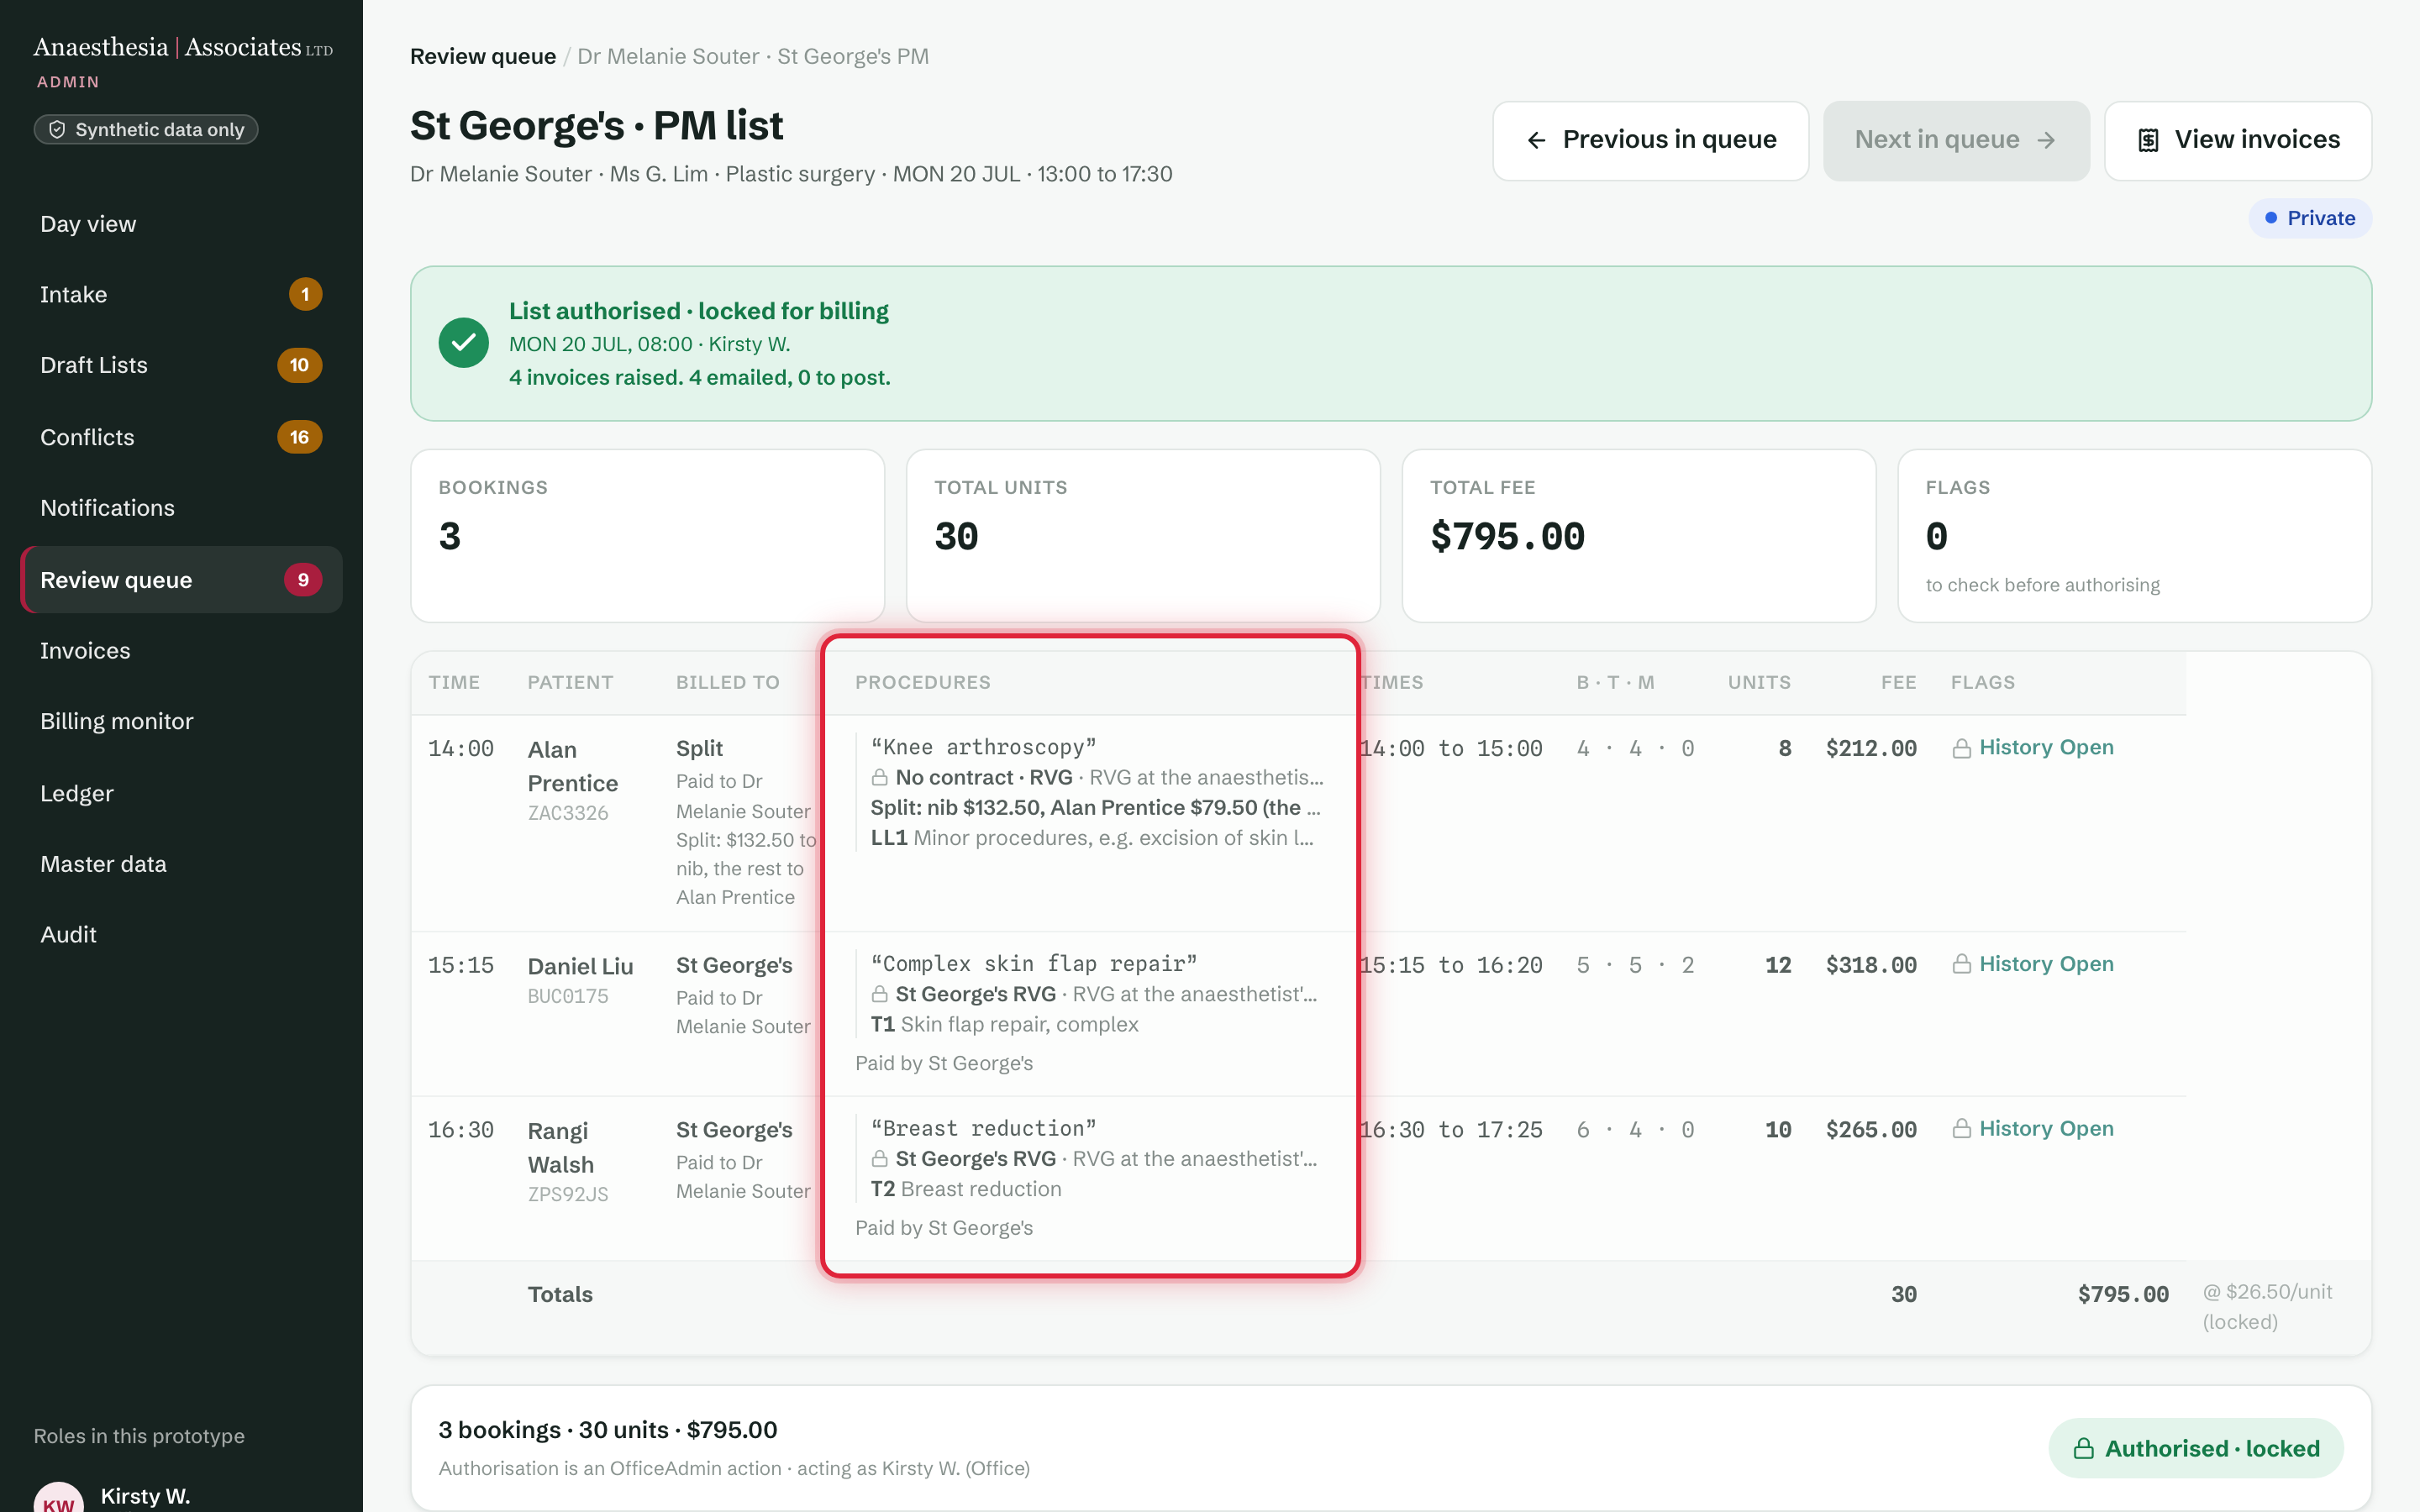 Anaesthesia | Associates LTD
ADMIN
Synthetic data only
Day view
Intake 1
Draft Lists 10
Conflicts 16
Notifications
Review queue 9
Invoices
Billing monitor
Ledger
Master data
Audit
Roles in this prototype
KW Kirsty W.
Review queue / Dr Melanie Souter · St George's PM
St George's · PM list
Dr Melanie Souter · Ms G. Lim · Plastic surgery · MON 20 JUL · 13:00 to 17:30
← Previous in queue
Next in queue →
View invoices
Private
List authorised · locked for billing
MON 20 JUL, 08:00 · Kirsty W.
4 invoices raised. 4 emailed, 0 to post.
BOOKINGS
3
TOTAL UNITS
30
TOTAL FEE
$795.00
FLAGS
0
to check before authorising
TIME PATIENT BILLED TO PROCEDURES TIMES B · T · M UNITS FEE FLAGS
14:00
Alan
Prentice
ZAC3326
Split
Paid to Dr
Melanie Souter
Split: $132.50 to
nib, the rest to
Alan Prentice
“Knee arthroscopy”
No contract · RVG · RVG at the anaesthetis...
Split: nib $132.50, Alan Prentice $79.50 (the ...
LL1 Minor procedures, e.g. excision of skin l...
14:00 to 15:00
4 · 4 · 0
8
$212.00
History Open
15:15
Daniel Liu
BUC0175
St George's
Paid to Dr
Melanie Souter
“Complex skin flap repair”
St George's RVG · RVG at the anaesthetist'...
T1 Skin flap repair, complex
Paid by St George's
15:15 to 16:20
5 · 5 · 2
12
$318.00
History Open
16:30
Rangi
Walsh
ZPS92JS
St George's
Paid to Dr
Melanie Souter
“Breast reduction”
St George's RVG · RVG at the anaesthetist'...
T2 Breast reduction
Paid by St George's
16:30 to 17:25
6 · 4 · 0
10
$265.00
History Open
Totals 30 $795.00
@ $26.50/unit
(locked)
3 bookings · 30 units · $795.00
Authorisation is an OfficeAdmin action · acting as Kirsty W. (Office)
Authorised · locked